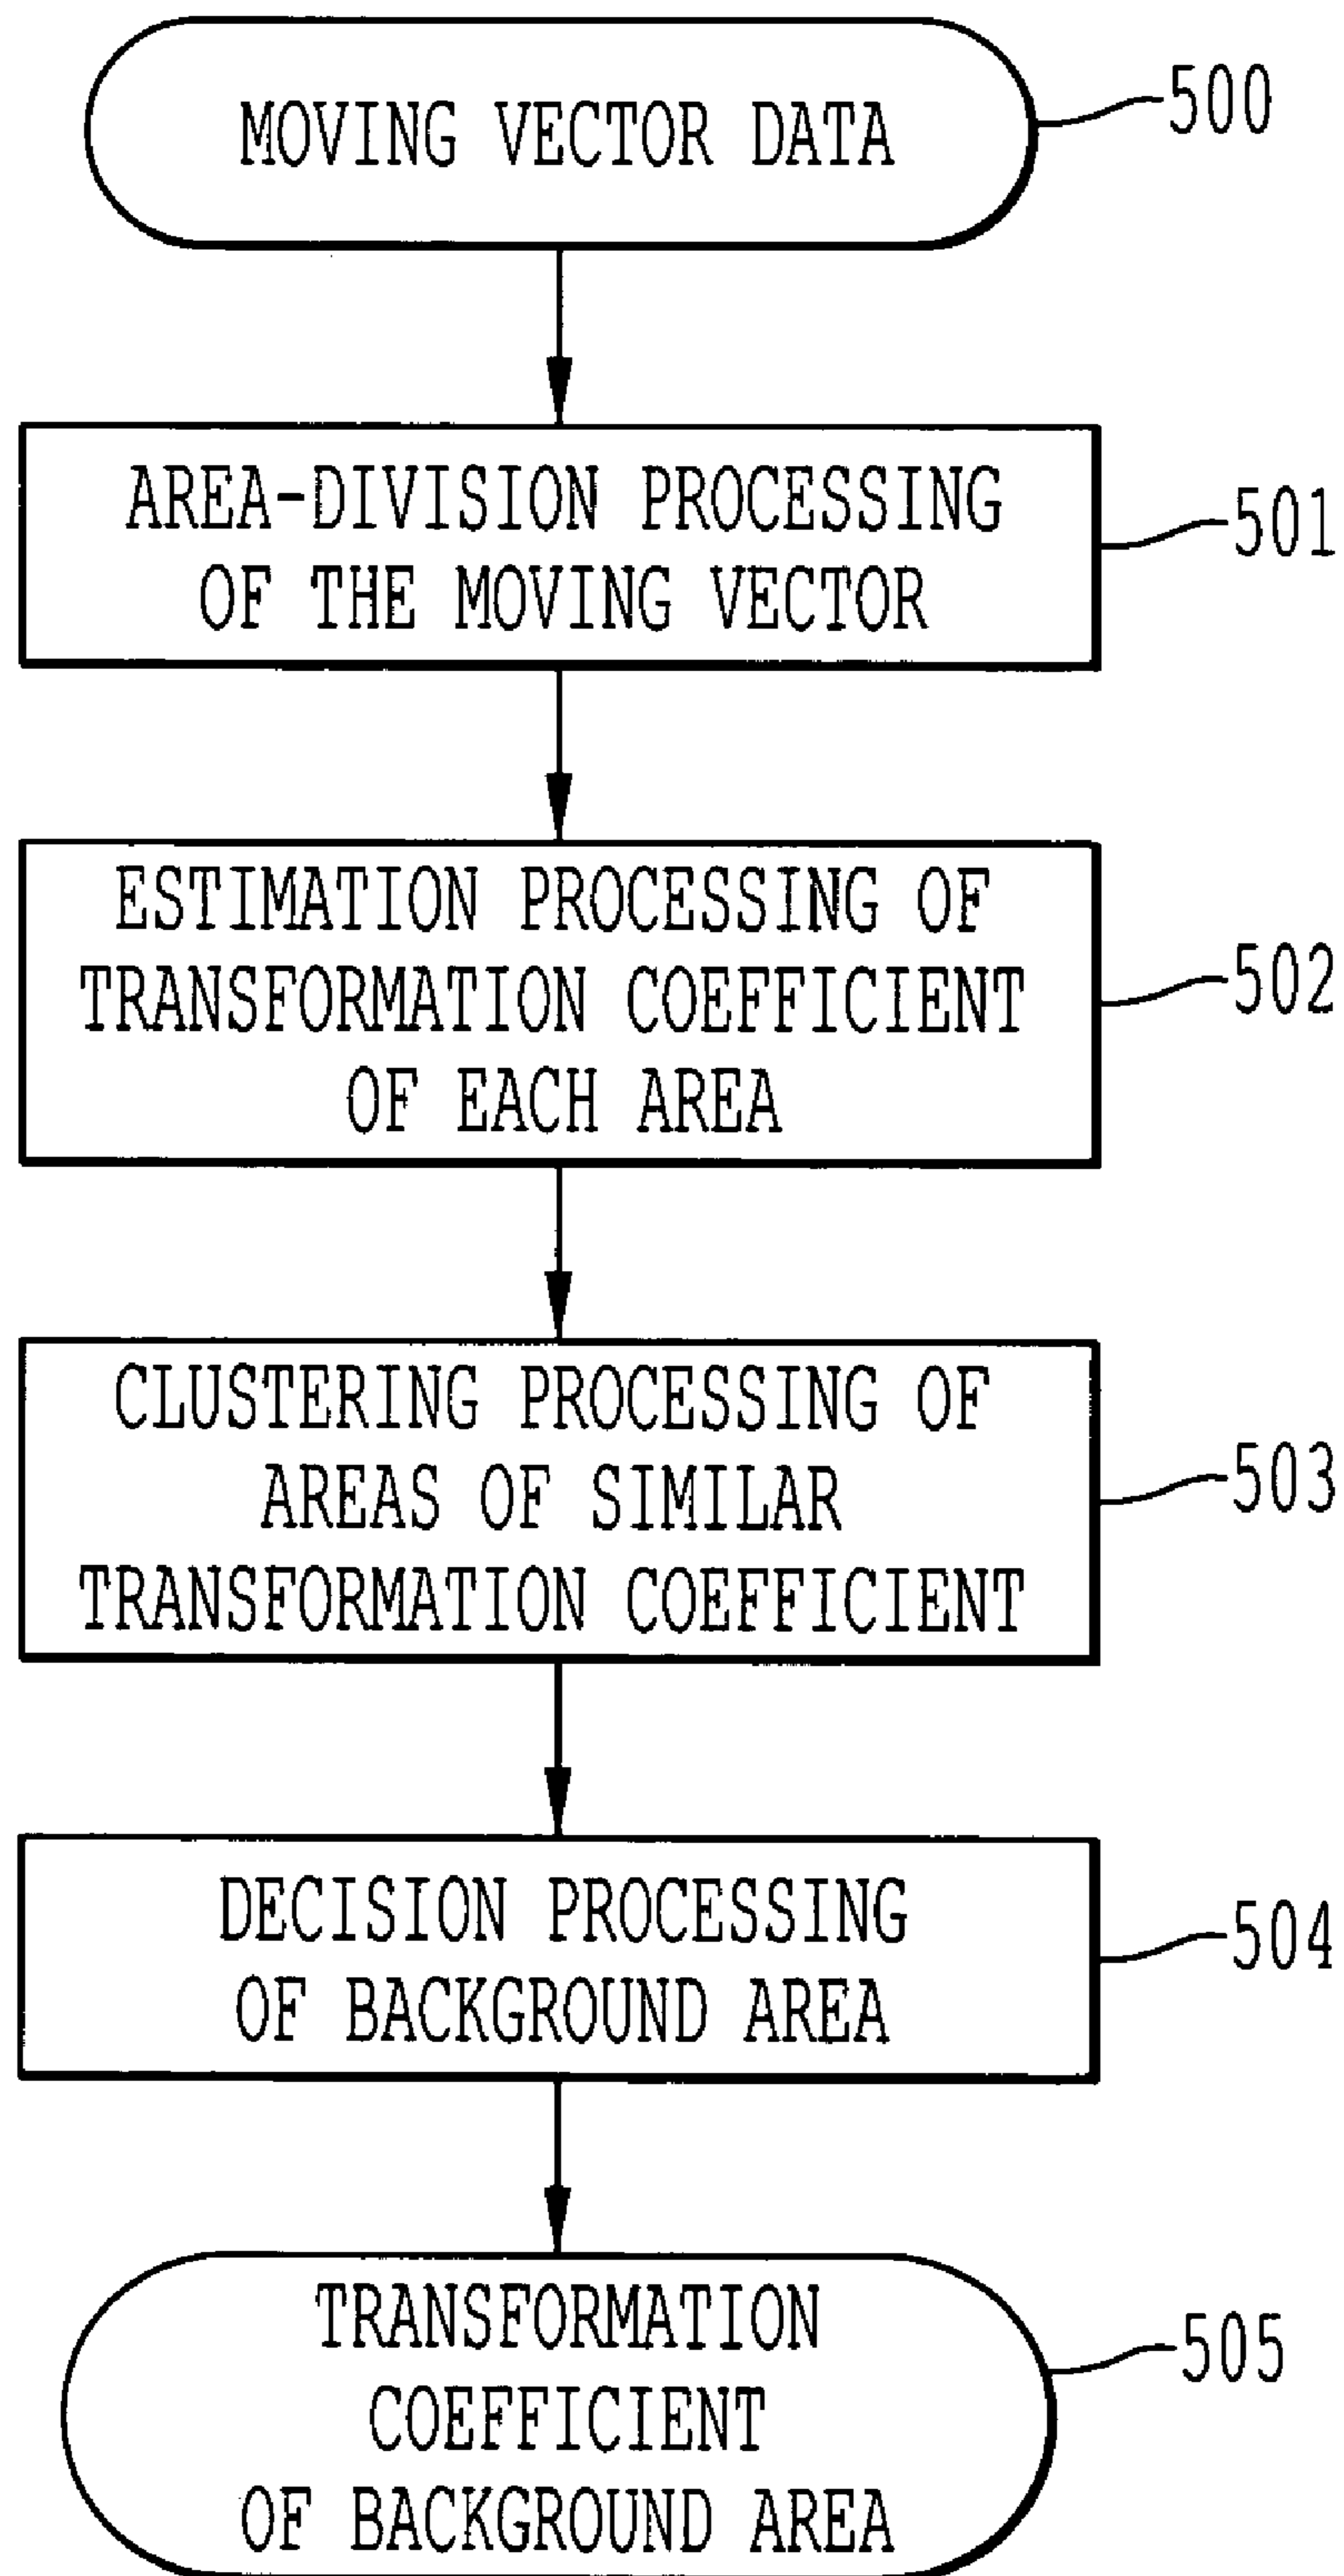 MOVING VECTOR DATA
500
AREA-DIVISION PROCESSING
OF THE MOVING VECTOR
501
ESTIMATION PROCESSING OF
TRANSFORMATION COEFFICIENT
OF EACH AREA
502
CLUSTERING PROCESSING OF
AREAS OF SIMILAR
TRANSFORMATION COEFFICIENT
503
DECISION PROCESSING
OF BACKGROUND AREA
504
TRANSFORMATION
COEFFICIENT
OF BACKGROUND AREA
505